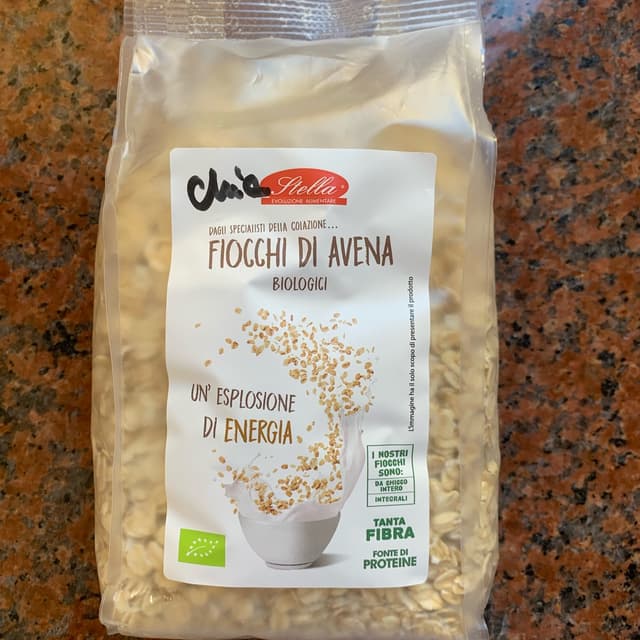 Stella
EVOLUZIONE ALIMENTARE
DAGLI SPECIALISTI DELLA COLAZIONE...
FIOCCHI DI AVENA
BIOLOGICI
UN' ESPLOSIONE
DI ENERGIA
L'immagine ha il solo scopo di presentare il prodotto
I NOSTRI
FIOCCHI
SONO:
DA CHICCO
INTERO
INTEGRALI
TANTA
FIBRA
FONTE DI
PROTEINE